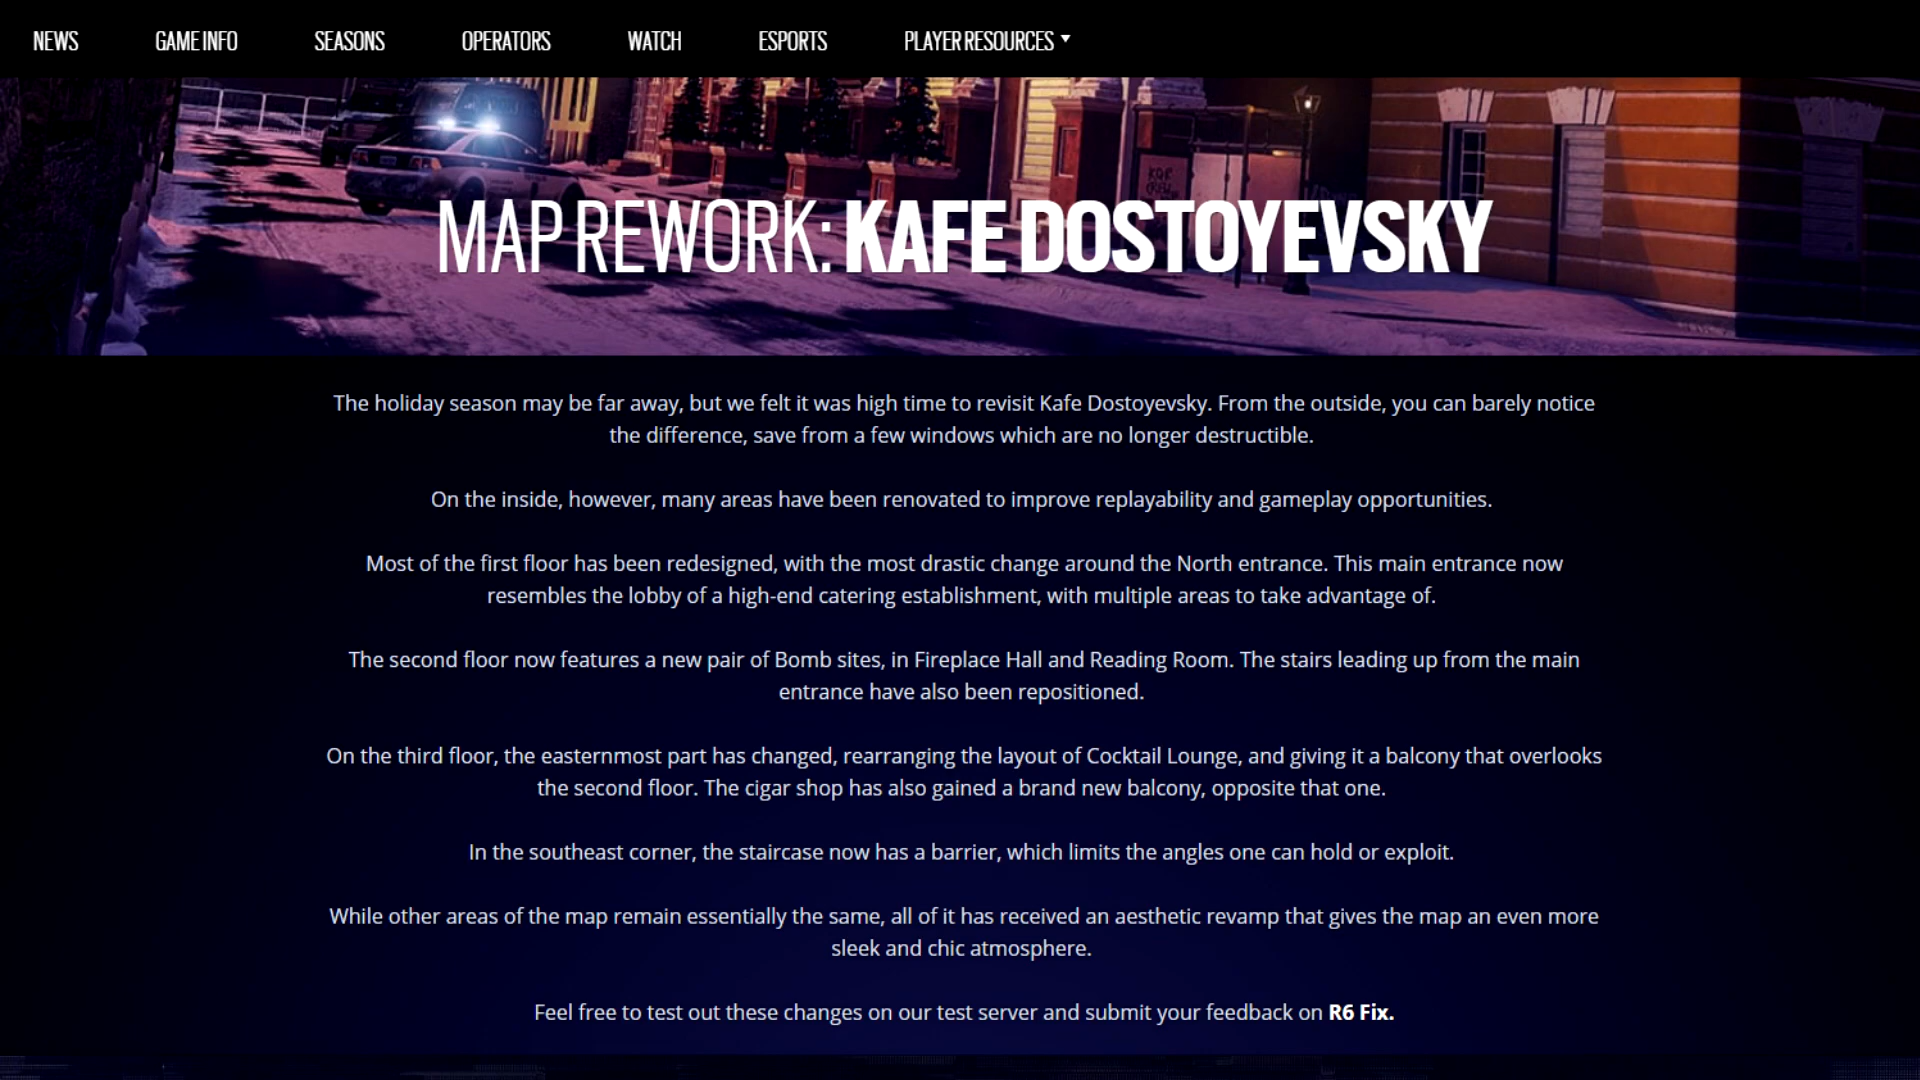 NEWS GAME INFO SEASONS OPERATORS WATCH ESPORTS PLAYER RESOURCES
MAP REWORK: KAFE DOSTOYEVSKY
The holiday season may be far away, but we felt it was high time to revisit Kafe Dostoyevsky. From the outside, you can barely notice
the difference, save from a few windows which are no longer destructible.
On the inside, however, many areas have been renovated to improve replayability and gameplay opportunities.
Most of the first floor has been redesigned, with the most drastic change around the North entrance. This main entrance now
resembles the lobby of a high-end catering establishment, with multiple areas to take advantage of.
The second floor now features a new pair of Bomb sites, in Fireplace Hall and Reading Room. The stairs leading up from the main
entrance have also been repositioned.
On the third floor, the easternmost part has changed, rearranging the layout of Cocktail Lounge, and giving it a balcony that overlooks
the second floor. The cigar shop has also gained a brand new balcony, opposite that one.
In the southeast corner, the staircase now has a barrier, which limits the angles one can hold or exploit.
While other areas of the map remain essentially the same, all of it has received an aesthetic revamp that gives the map an even more
sleek and chic atmosphere.
Feel free to test out these changes on our test server and submit your feedback on R6 Fix.